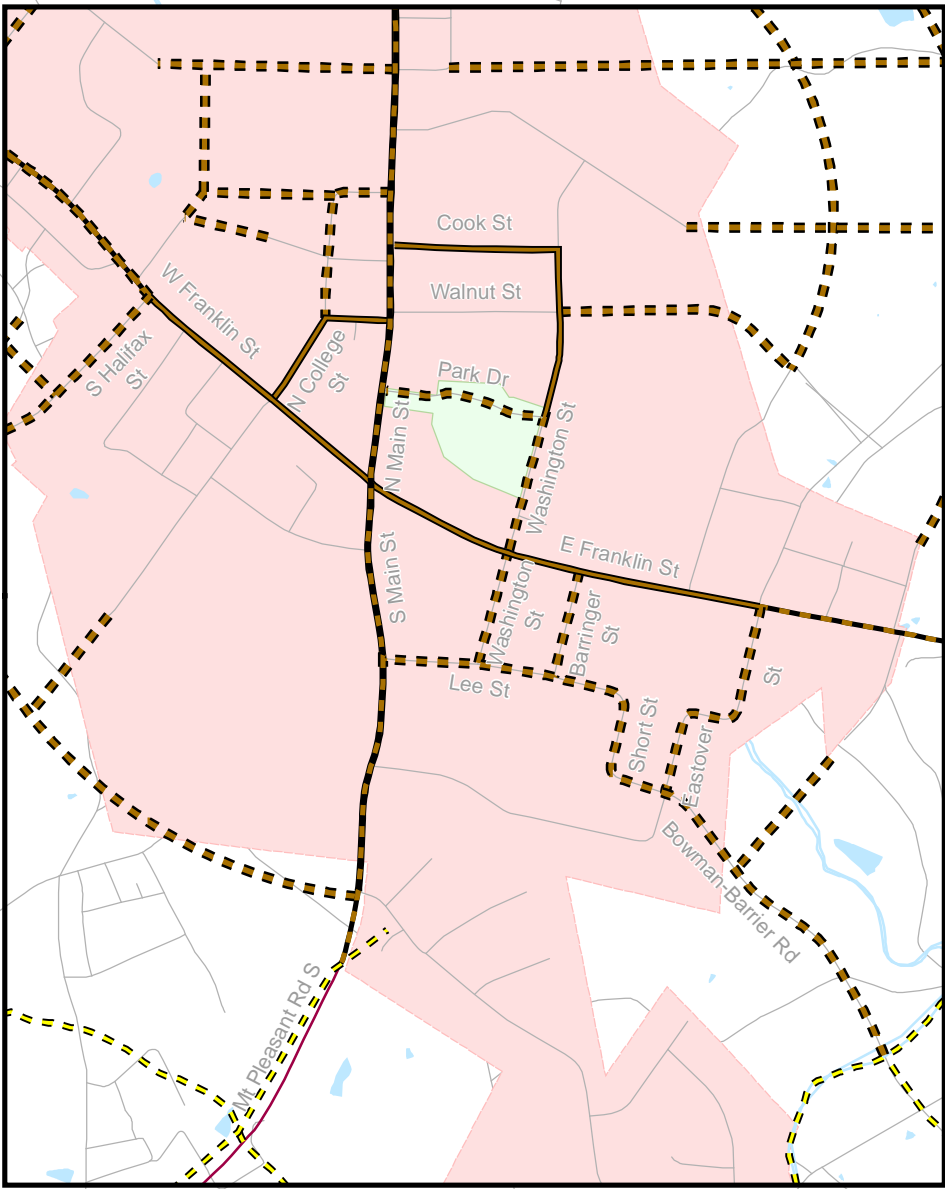 Cook St
W Franklin St
Walnut St
S Halifax
St
N College
St
Park Dr
N Main St
Washington St
E Franklin St
S Main St
Washington
St
Barringer
St
Lee St
St
Short St
Eastover
Bowman-Barrier Rd
Mt Pleasant Rd S